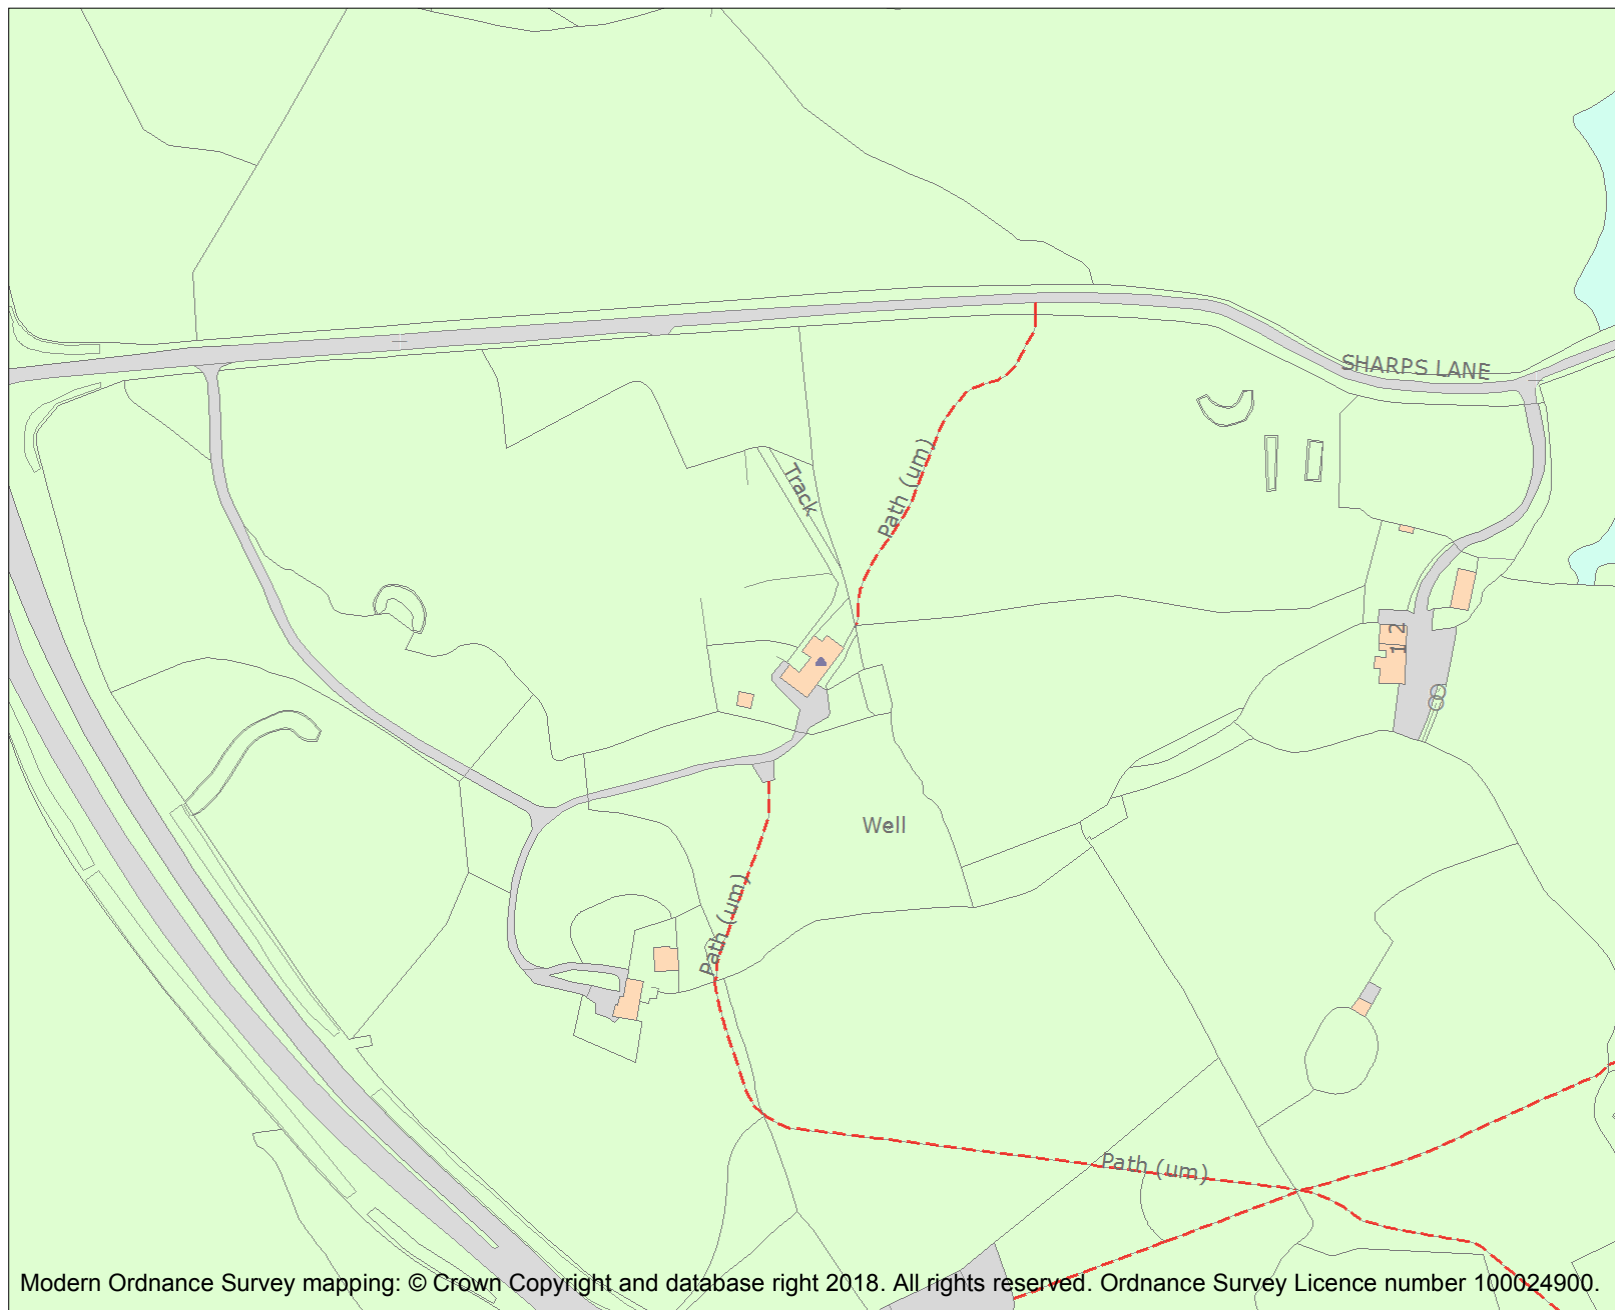 SHARPS LANE
Track
Path (um)
1 2
8
Well
Path (um)
Path (um)
Modern Ordnance Survey mapping: © Crown Copyright and database right 2018. All rights reserved. Ordnance Survey Licence number 100024900.